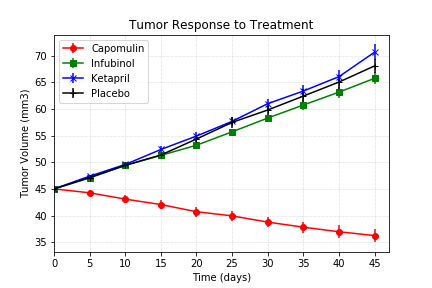 Tumor Response to Treatment
Capomulin
Infubinol
Ketapril
Placebo
Tumor Volume (mm3)
70
65
60
55
50
45
40
35
0 5 10 15 20 25 30 35 40 45
Time (days)